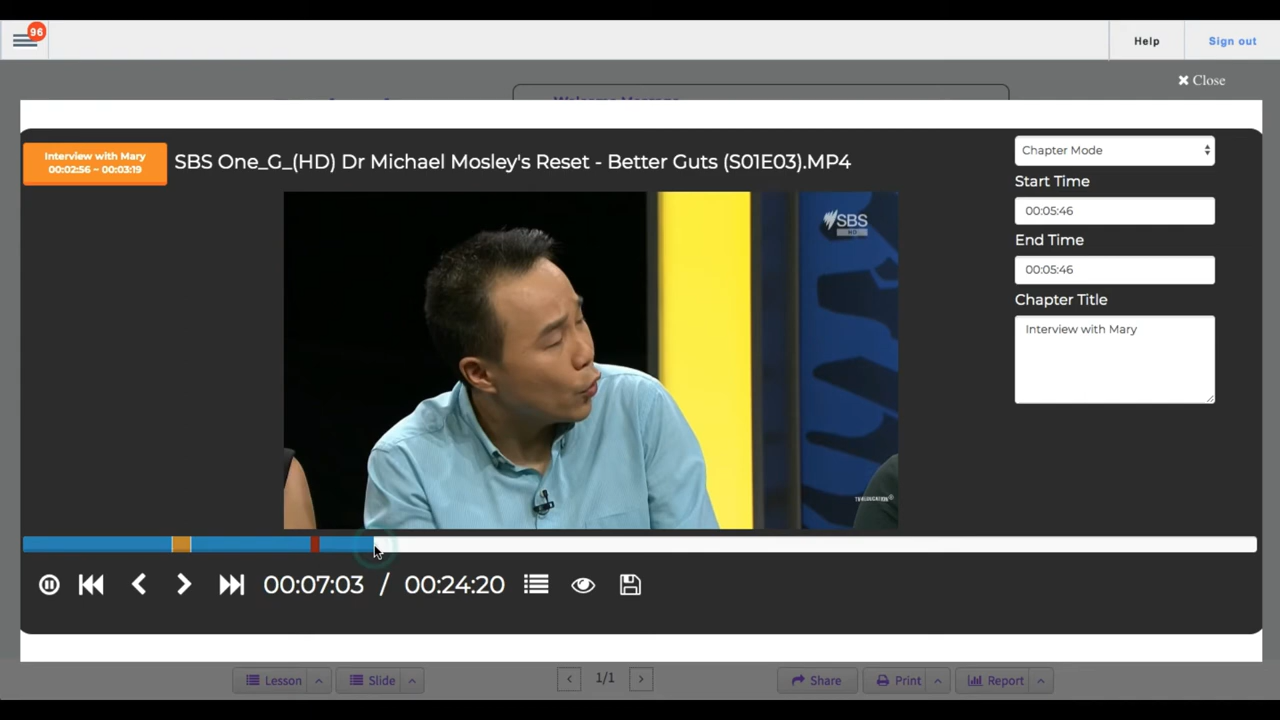 96
Help
Sign out
Close
Interview with Mary
00:02:56 ~ 00:03:19
SBS One_G_(HD) Dr Michael Mosley's Reset - Better Guts (S01E03).MP4
Chapter Mode
Start Time
00:05:46
End Time
00:05:46
Chapter Title
Interview with Mary
SBS
HD
00:07:03 / 00:24:20
Lesson
Slide
1/1
Share
Print
Report